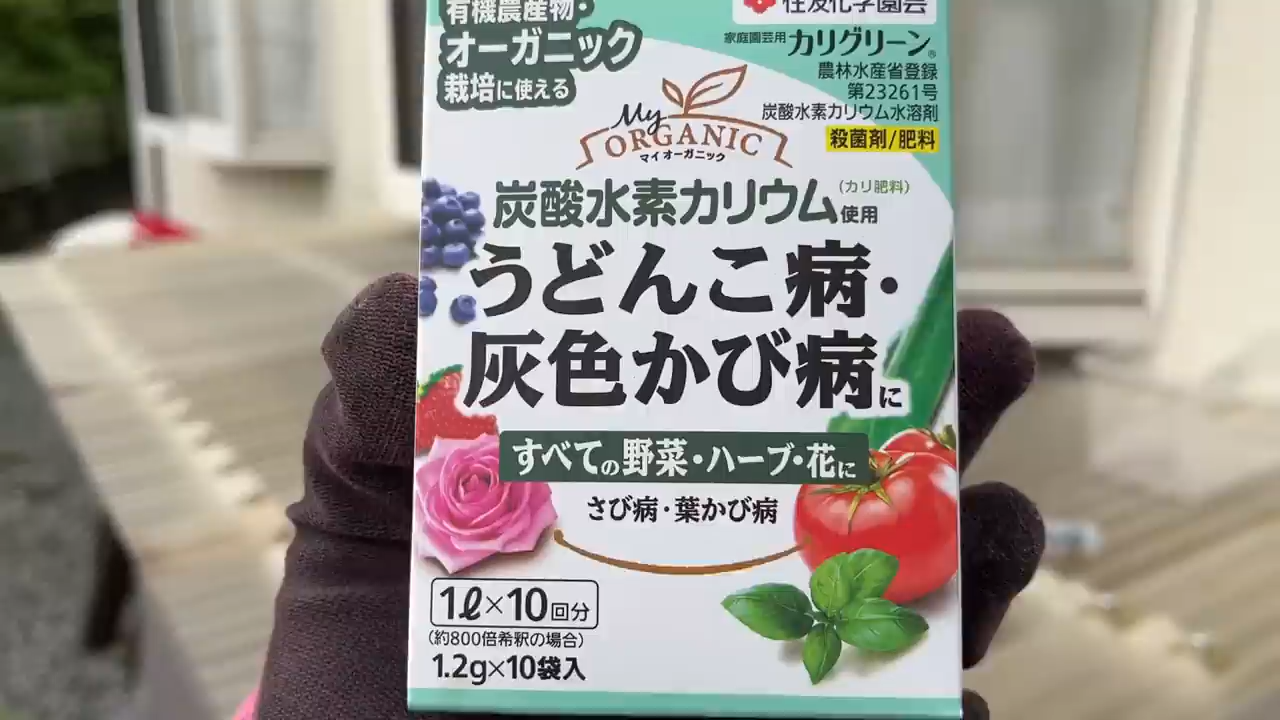 有機農産物・
オーガニック
栽培に使える
住友化学園芸
家庭園芸用カリグリーン®
農林水産省登録
第23261号
炭酸水素カリウム水溶剤
殺菌剤/肥料
My
ORGANIC
マイオーガニック
炭酸水素カリウム(カリ肥料)使用
うどんこ病・
灰色かび病に
すべての野菜・ハーブ・花に
さび病・葉かび病
1ℓ×10回分
(約800倍希釈の場合)
1.2g×10袋入